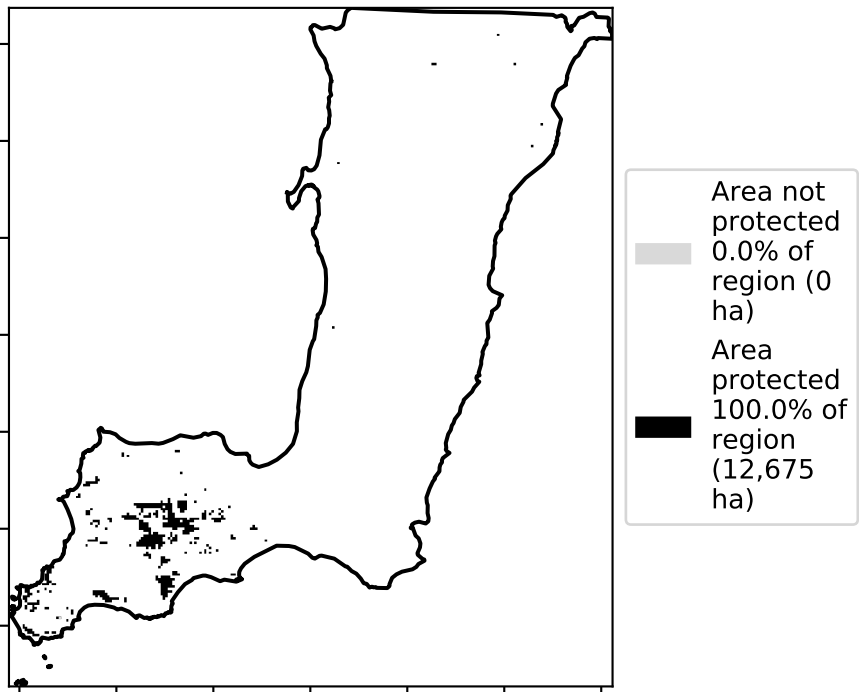 Area not
protected
0.0% of
region (0
ha)
Area
protected
100.0% of
region
(12,675
ha)